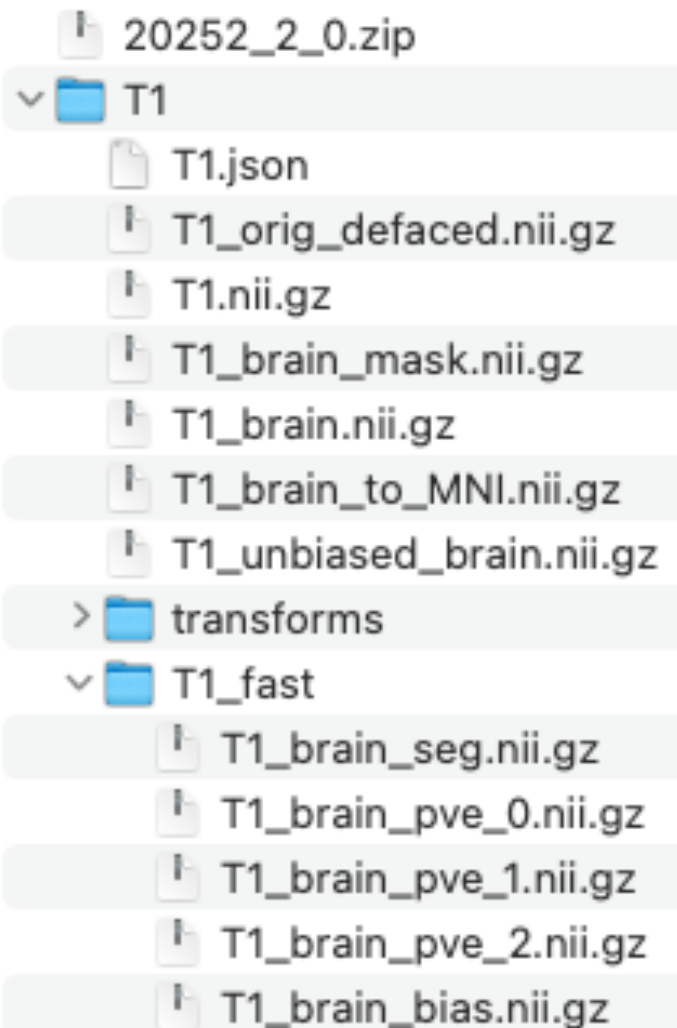 20252_2_0.zip
T1
T1.json
T1_orig_defaced.nii.gz
T1.nii.gz
T1_brain_mask.nii.gz
T1_brain.nii.gz
T1_brain_to_MNI.nii.gz
T1_unbiased_brain.nii.gz
transforms
T1_fast
T1_brain_seg.nii.gz
T1_brain_pve_0.nii.gz
T1_brain_pve_1.nii.gz
T1_brain_pve_2.nii.gz
T1_brain_bias.nii.gz